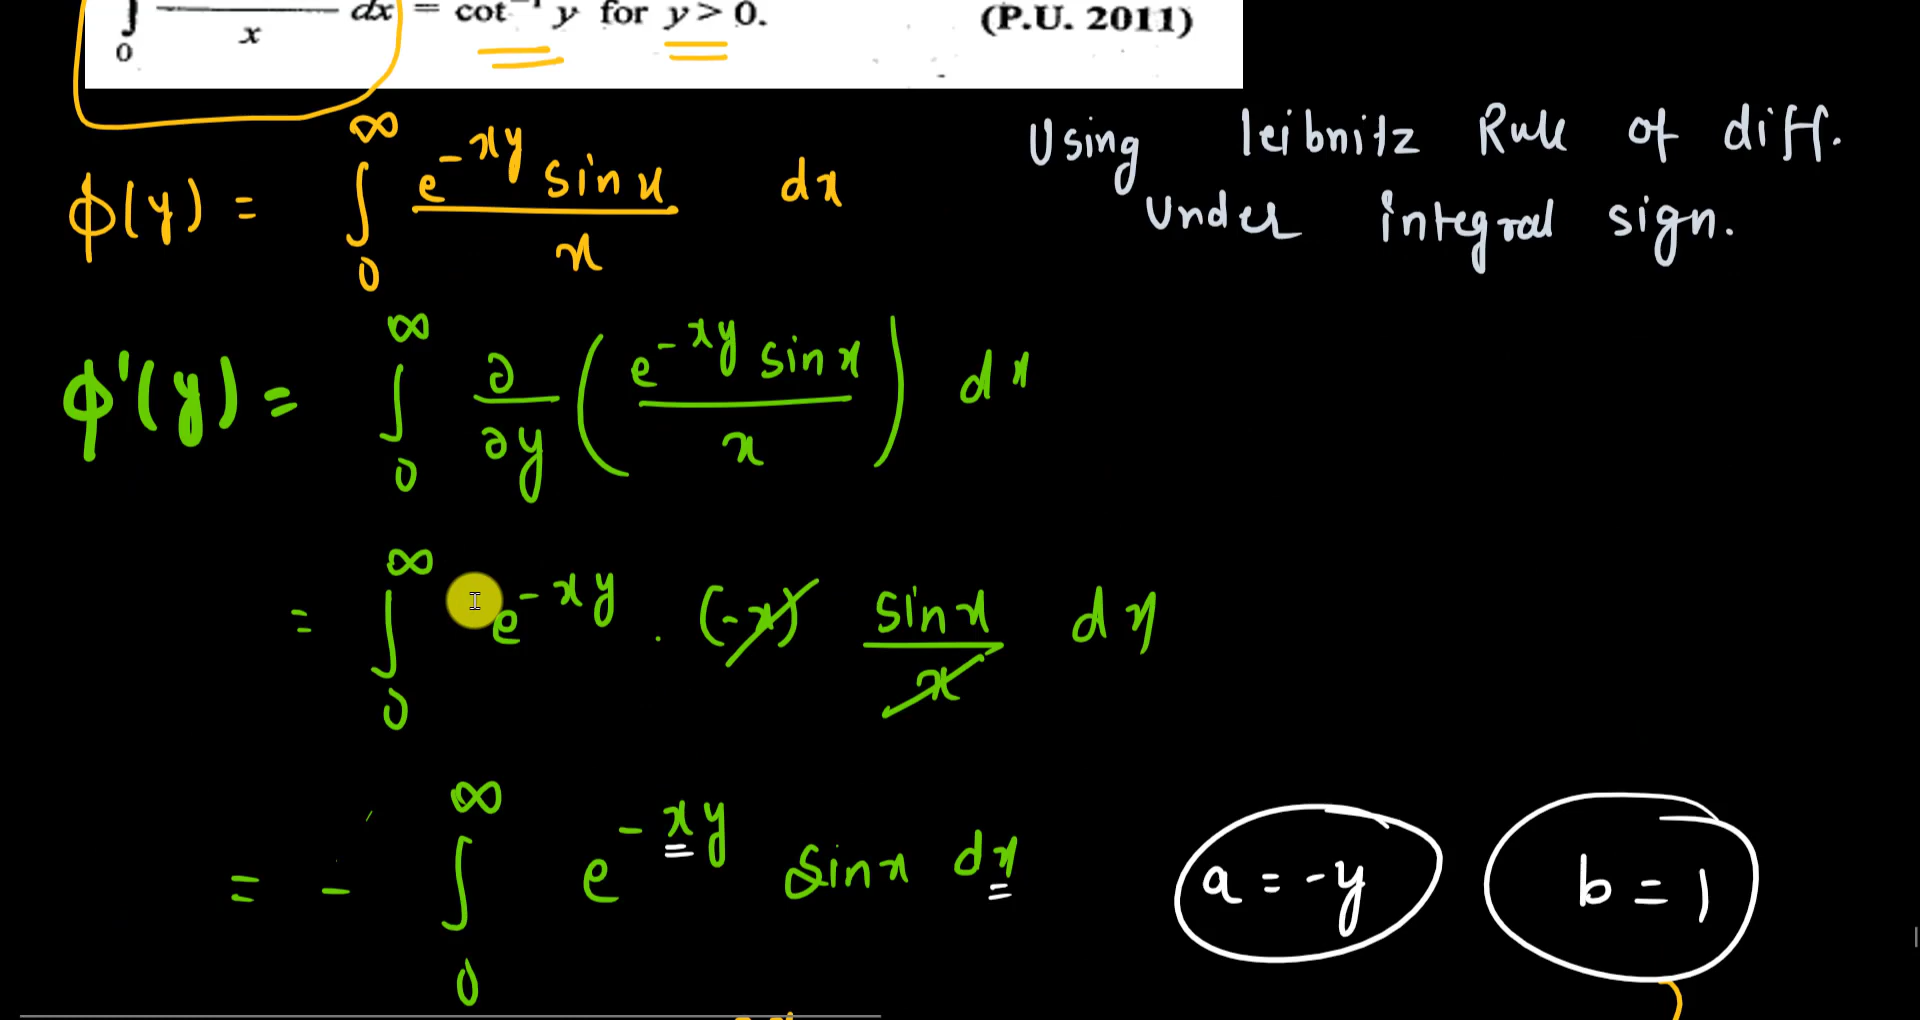 ∫₀ ―― dx = cot⁻¹ y for y > 0. (P.U. 2011)
x
ϕ(y) = ∫₀^∞ (e^{-xy} sin x)/x dx
Using leibnitz Rule of diff.
under integral sign.
ϕ'(y) = ∫₀^∞ ∂/∂y ((e^{-xy} sin x)/x) dx
= ∫₀^∞ e^{-xy} . (-x) (sin x)/x dx
= - ∫₀^∞ e^{-xy} sin x dx
a = -y
b = 1